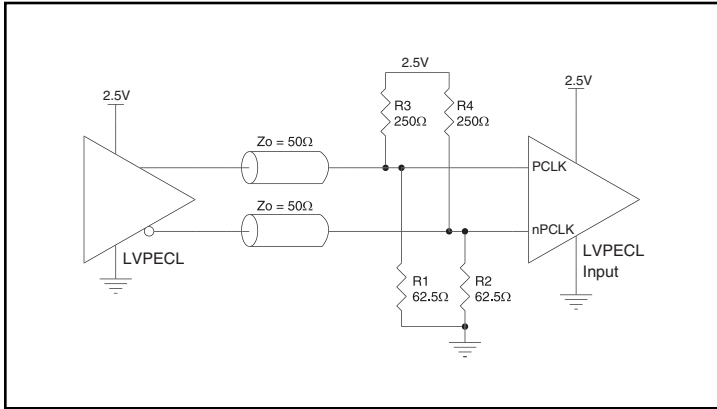 2.5V
2.5V
2.5V
R3
250Ω
R4
250Ω
Zo = 50Ω
PCLK
Zo = 50Ω
nPCLK
LVPECL
LVPECL
Input
R1
62.5Ω
R2
62.5Ω